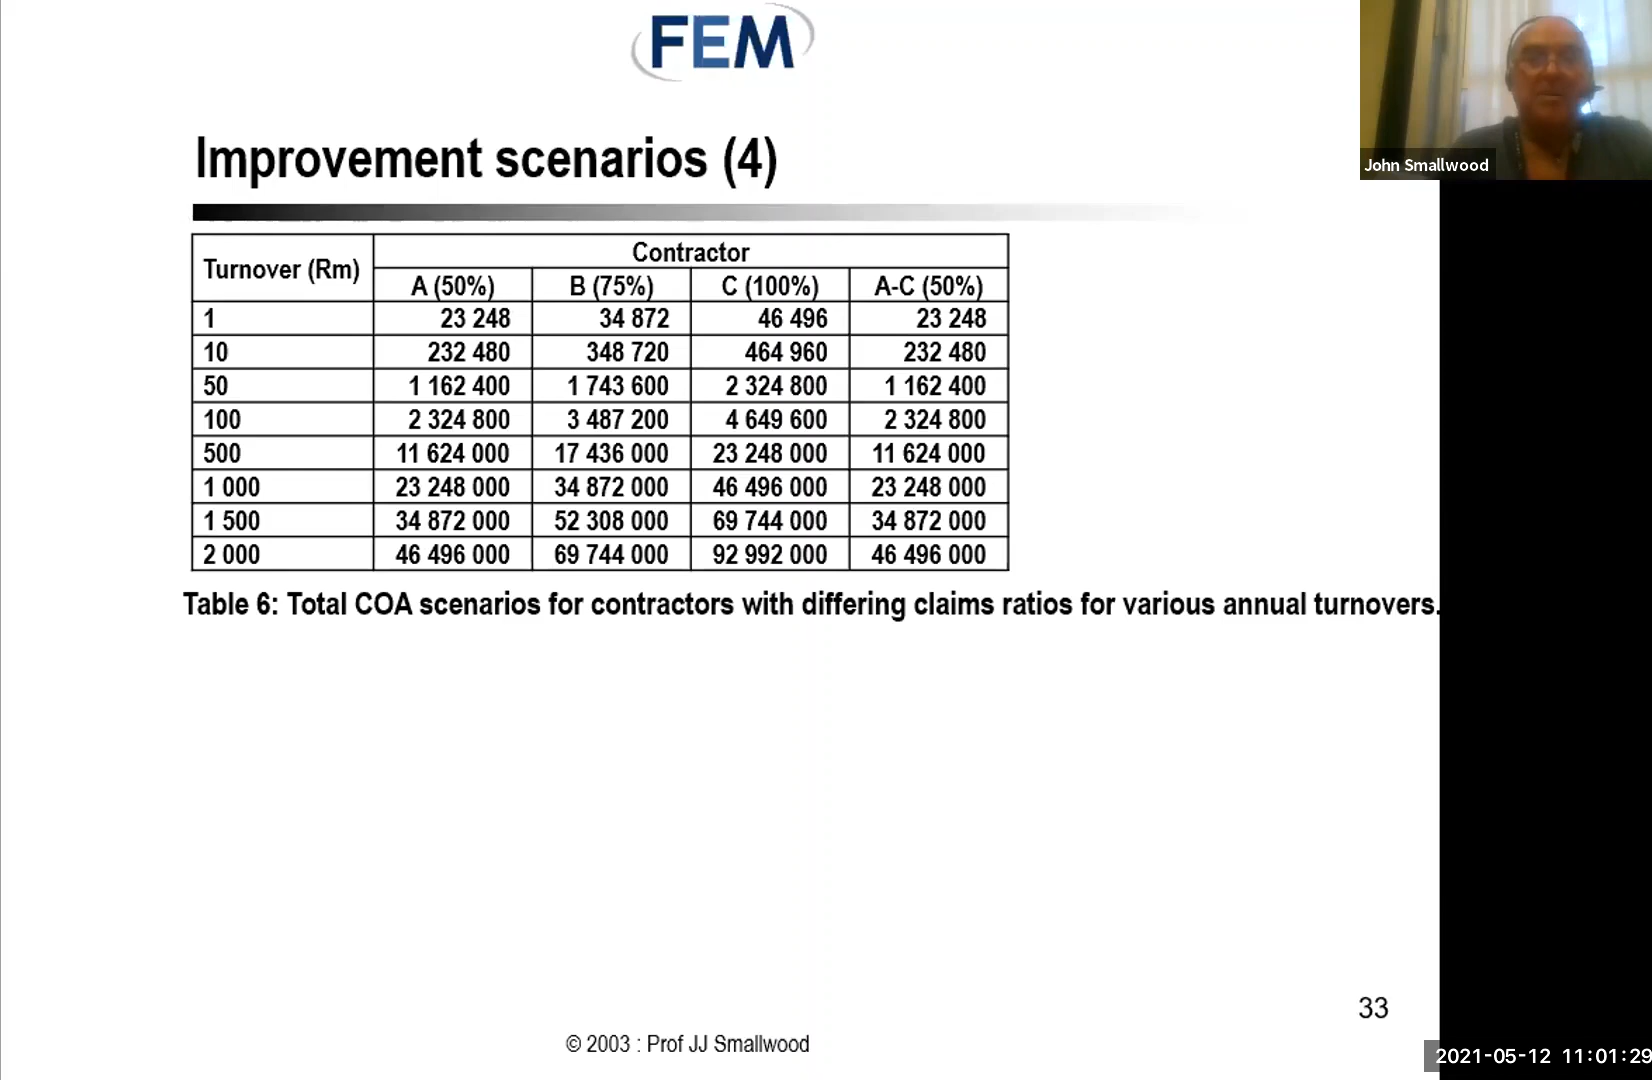 FEM
John Smallwood
Improvement scenarios (4)
Turnover (Rm) Contractor
A (50%) B (75%) C (100%) A-C (50%)
1 23 248 34 872 46 496 23 248
10 232 480 348 720 464 960 232 480
50 1 162 400 1 743 600 2 324 800 1 162 400
100 2 324 800 3 487 200 4 649 600 2 324 800
500 11 624 000 17 436 000 23 248 000 11 624 000
1 000 23 248 000 34 872 000 46 496 000 23 248 000
1 500 34 872 000 52 308 000 69 744 000 34 872 000
2 000 46 496 000 69 744 000 92 992 000 46 496 000
Table 6: Total COA scenarios for contractors with differing claims ratios for various annual turnovers.
33
© 2003 : Prof JJ Smallwood
2021-05-12 11:01:29